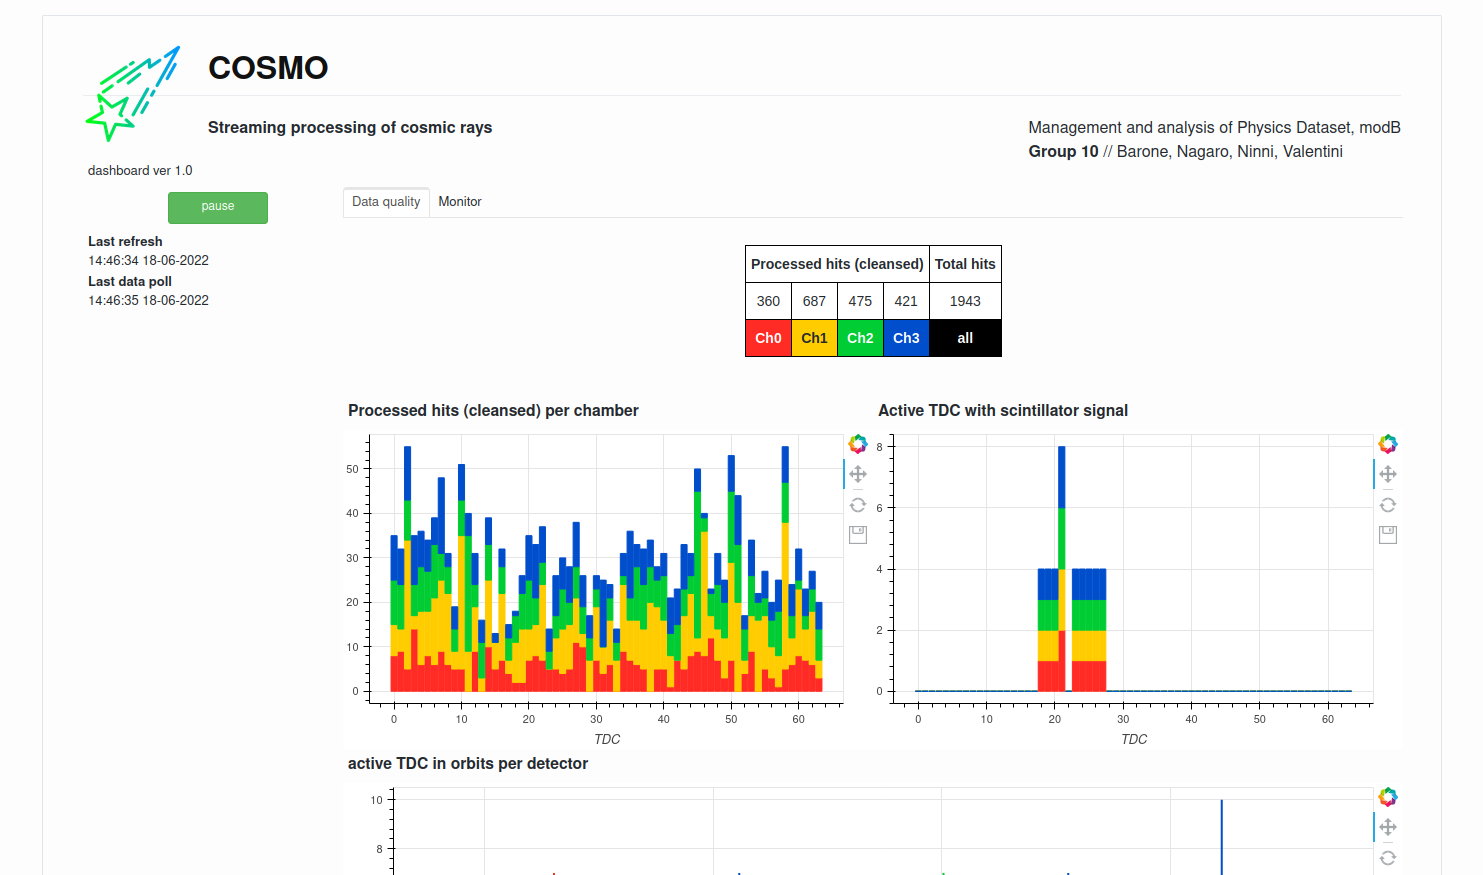 COSMO
Streaming processing of cosmic rays
Management and analysis of Physics Dataset, modB
Group 10 // Barone, Nagaro, Ninni, Valentini
dashboard ver 1.0
pause
Last refresh
14:46:34 18-06-2022
Last data poll
14:46:35 18-06-2022
Data quality Monitor
Processed hits (cleansed) Total hits
360 687 475 421 1943
Ch0 Ch1 Ch2 Ch3 all
Processed hits (cleansed) per chamber
50
40
30
20
10
0
0 10 20 30 40 50 60
TDC
Active TDC with scintillator signal
8
6
4
2
0
0 10 20 30 40 50 60
TDC
active TDC in orbits per detector
10
8